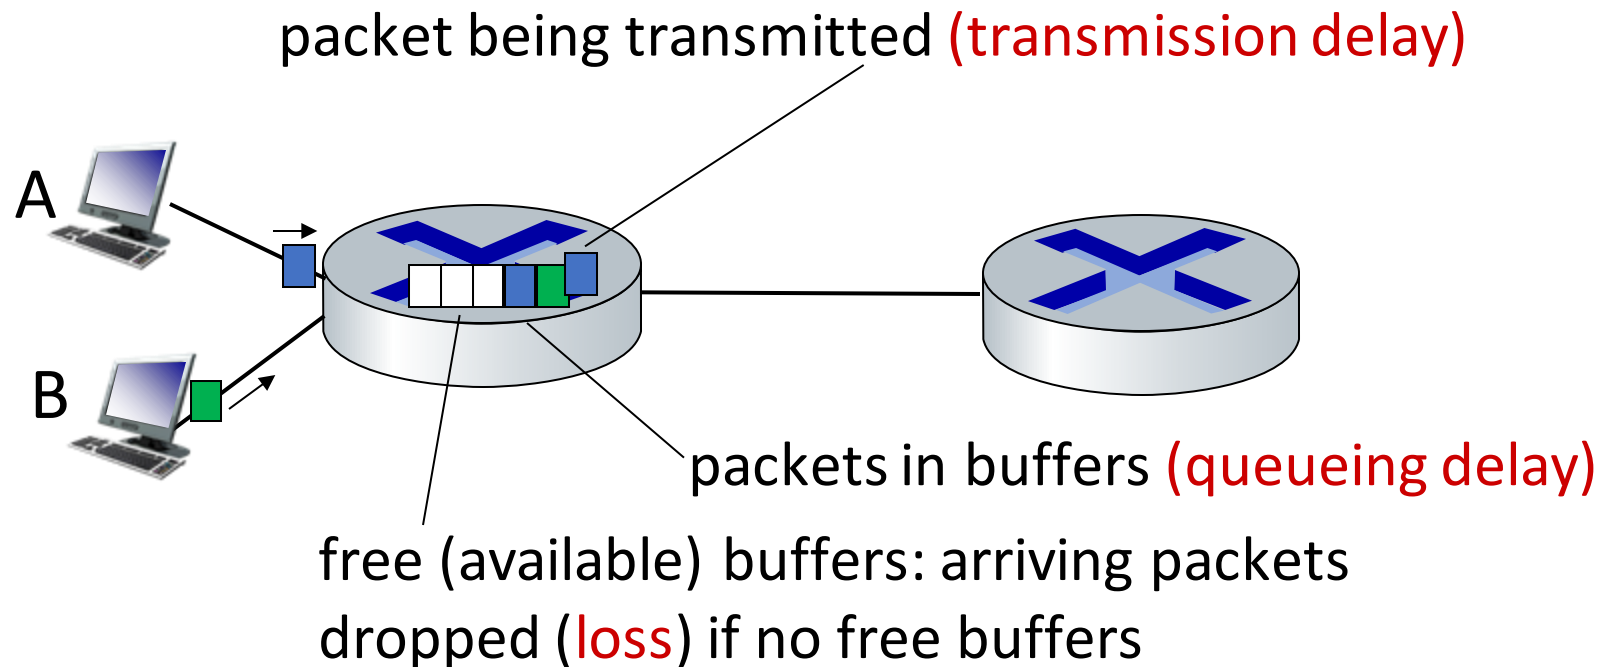 packet being transmitted (transmission delay)
A
B
packets in buffers (queueing delay)
free (available) buffers: arriving packets
dropped (loss) if no free buffers